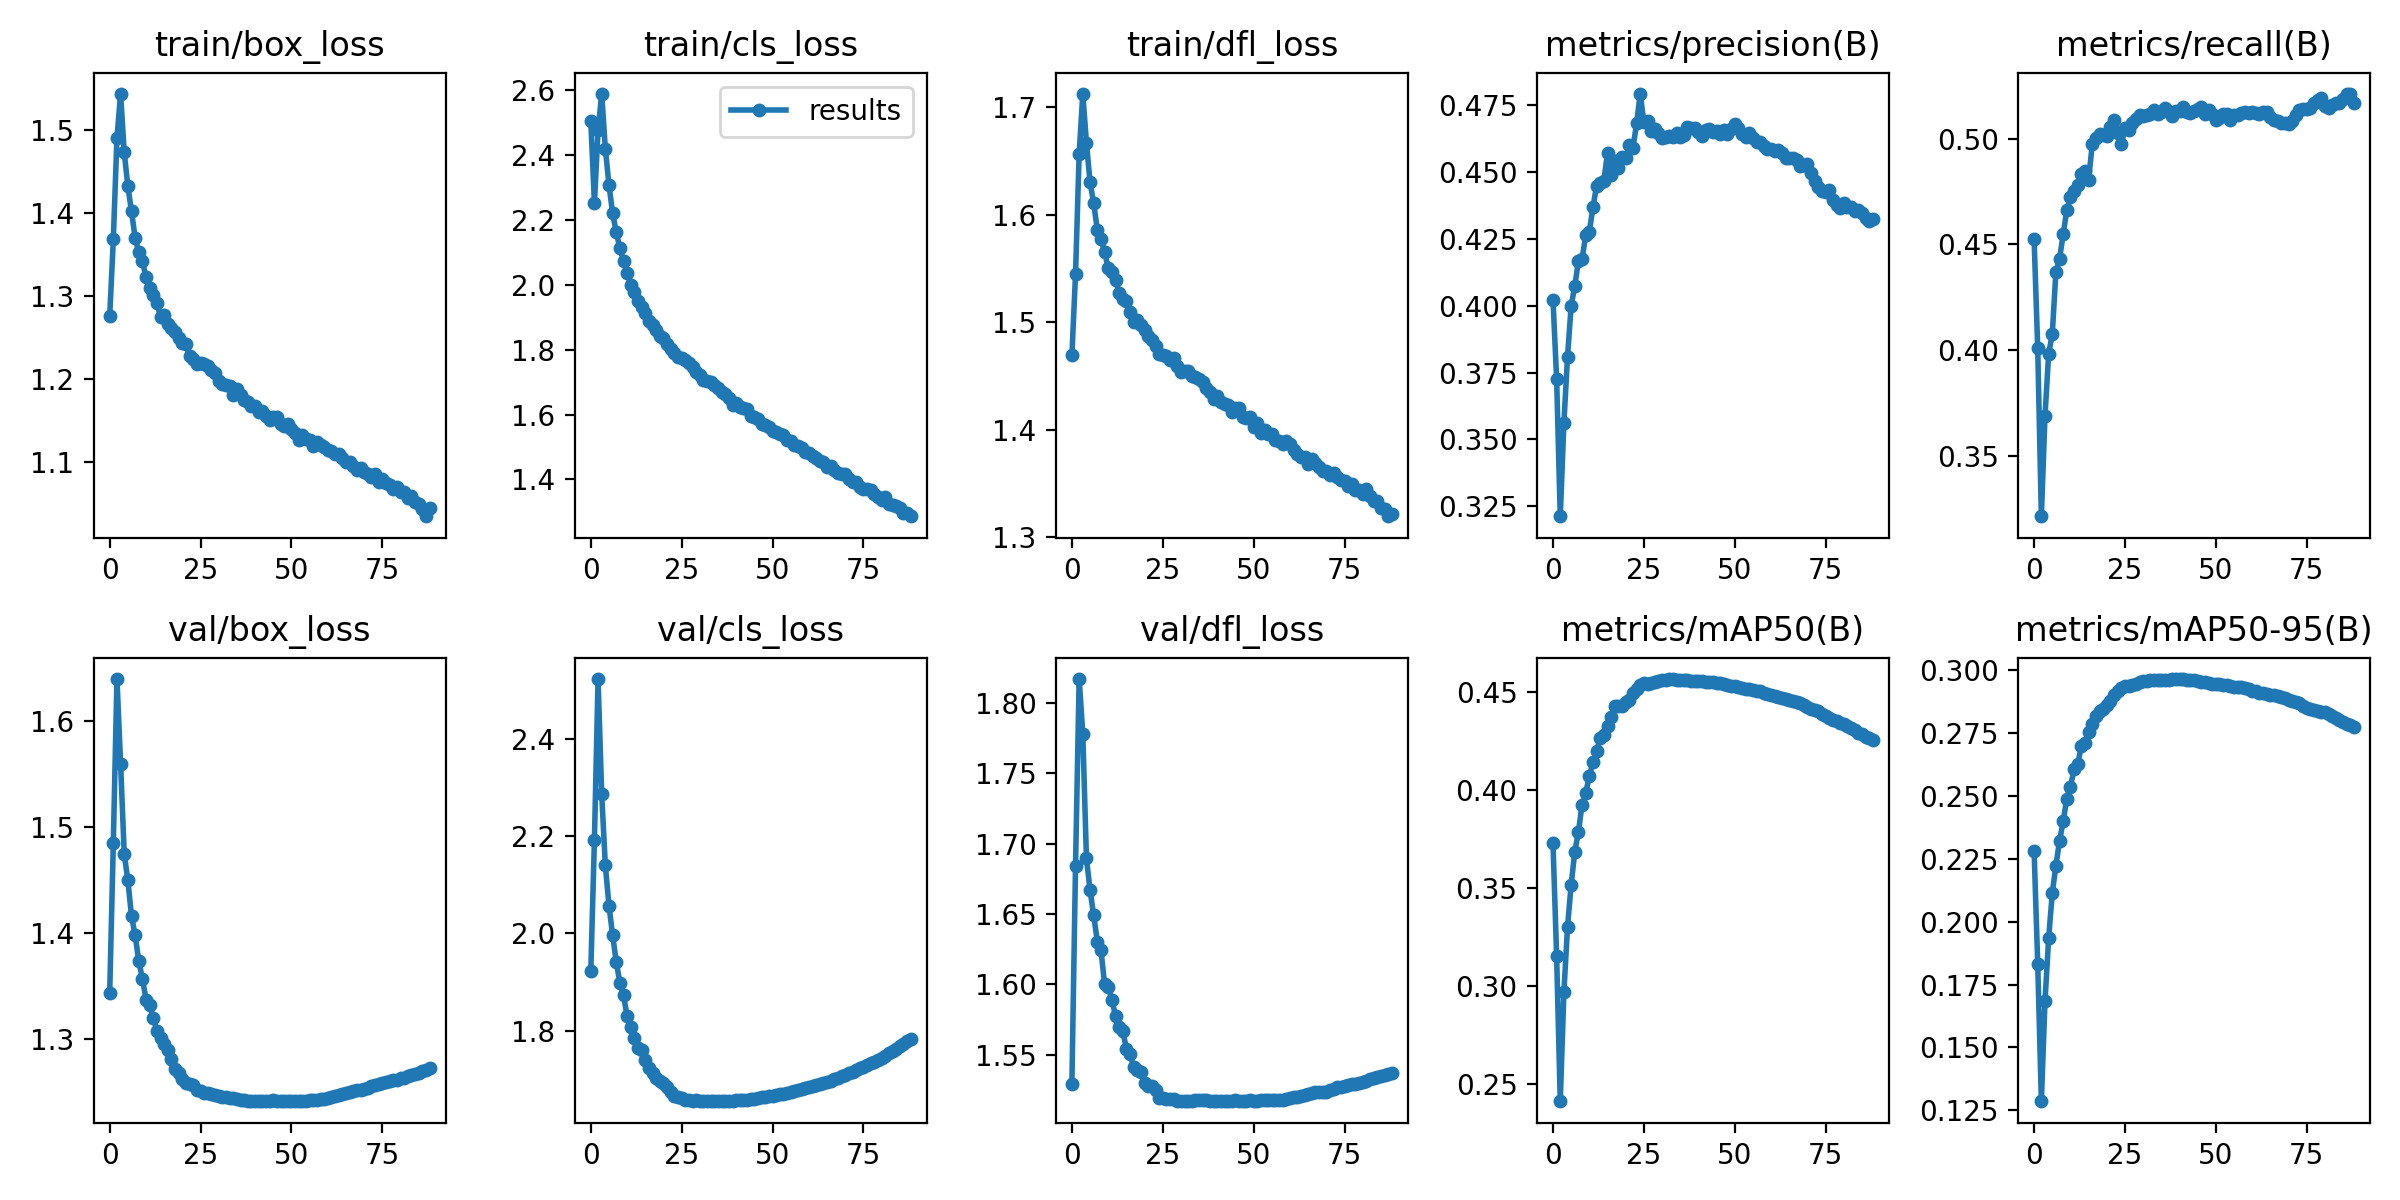 train/box_loss
1.5
1.4
1.3
1.2
1.1
0 25 50 75
train/cls_loss
results
2.6
2.4
2.2
2.0
1.8
1.6
1.4
0 25 50 75
train/dfl_loss
1.7
1.6
1.5
1.4
1.3
0 25 50 75
metrics/precision(B)
0.475
0.450
0.425
0.400
0.375
0.350
0.325
0 25 50 75
metrics/recall(B)
0.50
0.45
0.40
0.35
0 25 50 75
val/box_loss
1.6
1.5
1.4
1.3
0 25 50 75
val/cls_loss
2.4
2.2
2.0
1.8
0 25 50 75
val/dfl_loss
1.80
1.75
1.70
1.65
1.60
1.55
0 25 50 75
metrics/mAP50(B)
0.45
0.40
0.35
0.30
0.25
0 25 50 75
metrics/mAP50-95(B)
0.300
0.275
0.250
0.225
0.200
0.175
0.150
0.125
0 25 50 75